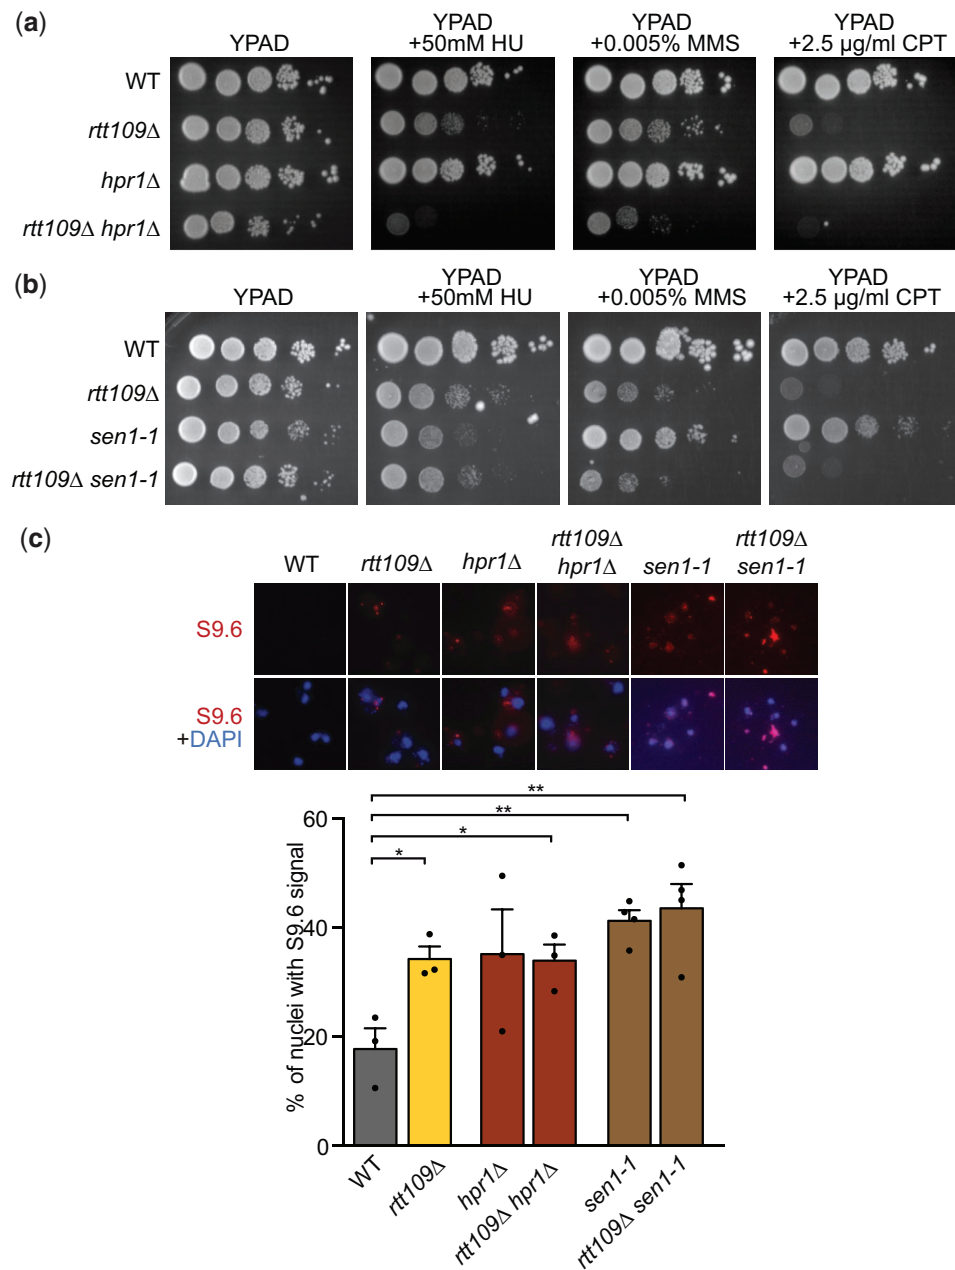 (a)
YPAD
YPAD
+50mM HU
YPAD
+0.005% MMS
YPAD
+2.5 µg/ml CPT
WT
rtt109Δ
hpr1Δ
rtt109Δ hpr1Δ
(b)
YPAD
YPAD
+50mM HU
YPAD
+0.005% MMS
YPAD
+2.5 µg/ml CPT
WT
rtt109Δ
sen1-1
rtt109Δ sen1-1
(c)
WT
rtt109Δ
hpr1Δ
rtt109Δ
hpr1Δ
sen1-1
rtt109Δ
sen1-1
S9.6
S9.6
+DAPI
% of nuclei with S9.6 signal
60
40
20
0
**
**
*
*
WT
rtt109Δ
hpr1Δ
rtt109Δ hpr1Δ
sen1-1
rtt109Δ sen1-1